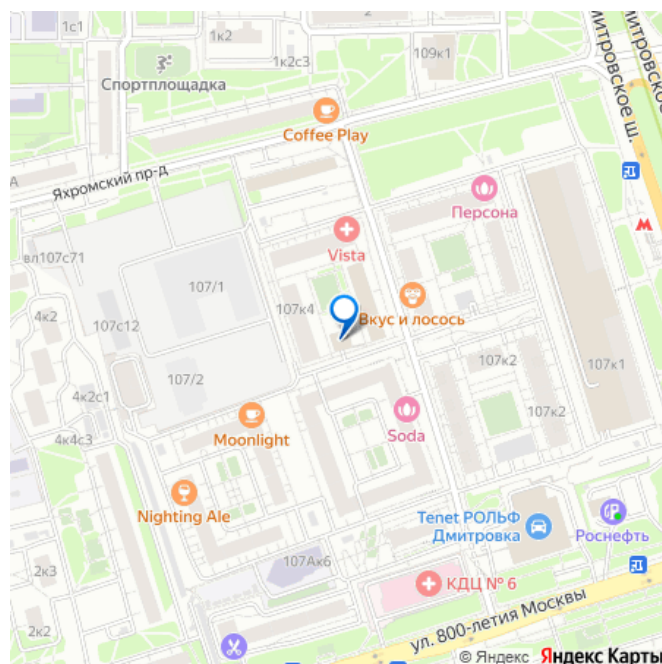 1с1
1к2
109к1
1к2с3
Спортплощадка
Дмитровское ш.
митровское
Coffee Play
Яхромский пр-д
Персона
вл107с71
Vista
107/1
107к4
4к2
107с12
Вкус и лосось
107к2
107к1
107/2
4к2с1
107к2
Moonlight
Soda
4к4с3
Nighting Ale
Tenet РОЛЬФ
Дмитровка
Роснефть
107Ак6
2к3
КДЦ № 6
2к2
ул. 800-летия Москвы
© Яндекс Яндекс Карты